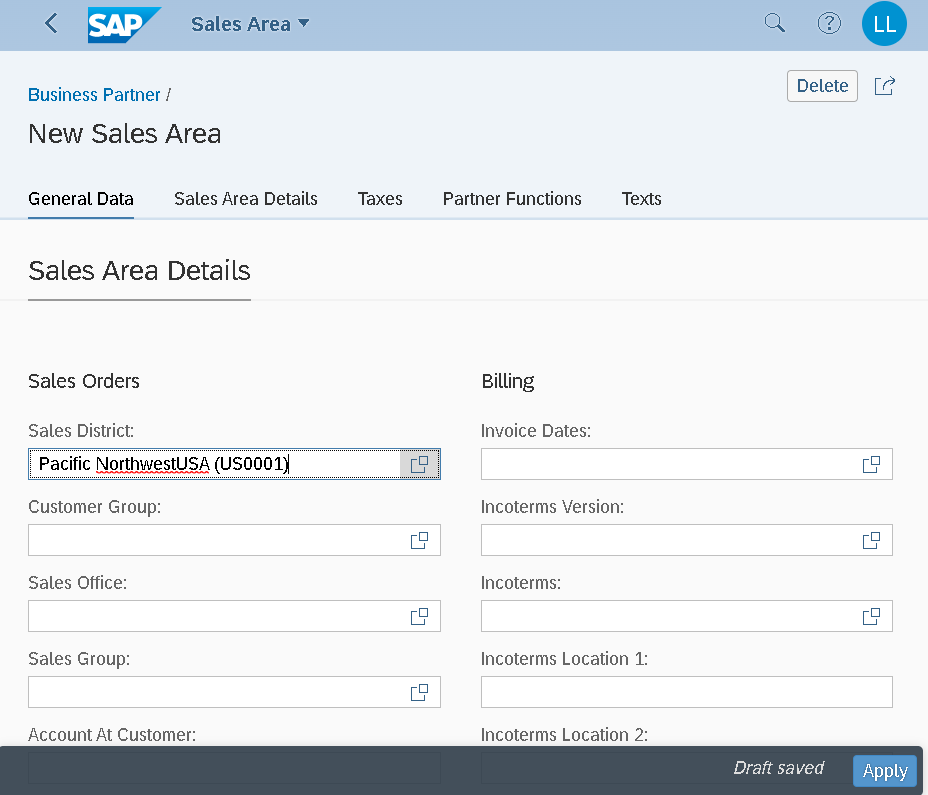 SAP Sales Area
? LL
Business Partner /
Delete
New Sales Area
General Data Sales Area Details Taxes Partner Functions Texts
Sales Area Details
Sales Orders
Sales District:
Pacific NorthwestUSA (US0001)
Customer Group:
Sales Office:
Sales Group:
Account At Customer:
Billing
Invoice Dates:
Incoterms Version:
Incoterms:
Incoterms Location 1:
Incoterms Location 2:
Draft saved
Apply